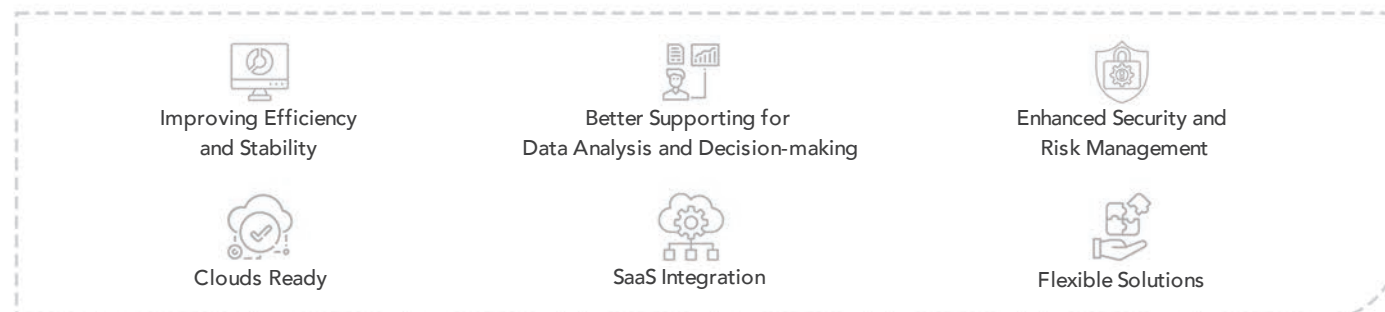 Improving Efficiency
and Stability
Better Supporting for
Data Analysis and Decision-making
Enhanced Security and
Risk Management
Clouds Ready
SaaS Integration
Flexible Solutions